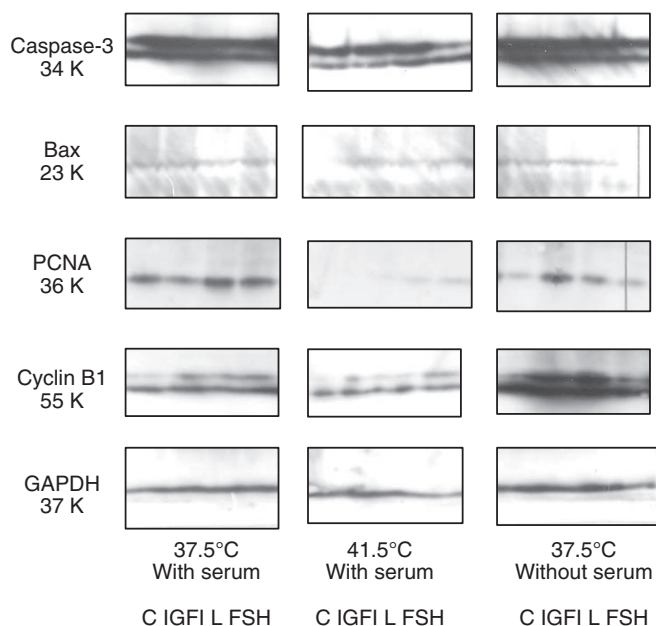 Caspase-3
34 K
Bax
23 K
PCNA
36 K
Cyclin B1
55 K
GAPDH
37 K
37.5°C 41.5°C 37.5°C
With serum With serum Without serum
C IGFI L FSH C IGFI L FSH C IGFI L FSH